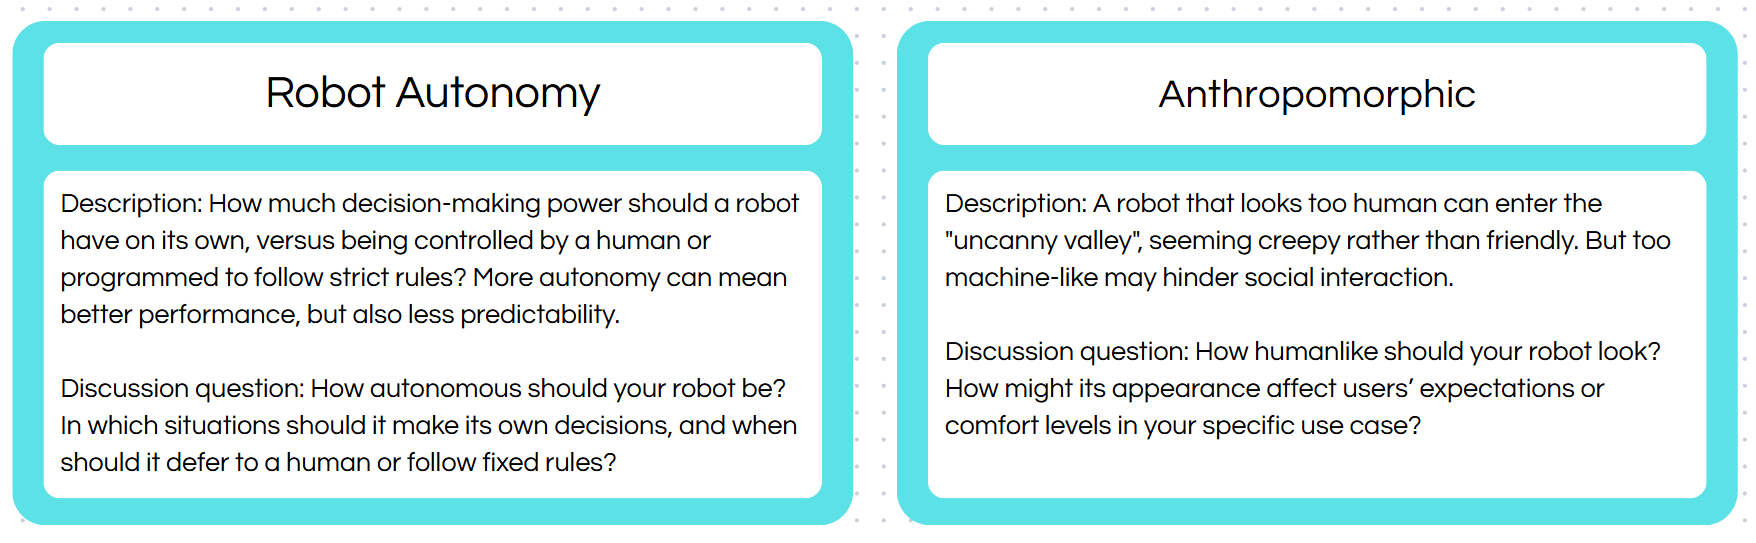 Robot Autonomy
Description: How much decision-making power should a robot
have on its own, versus being controlled by a human or
programmed to follow strict rules? More autonomy can mean
better performance, but also less predictability.
Discussion question: How autonomous should your robot be?
In which situations should it make its own decisions, and when
should it defer to a human or follow fixed rules?
Anthropomorphic
Description: A robot that looks too human can enter the
"uncanny valley", seeming creepy rather than friendly. But too
machine-like may hinder social interaction.
Discussion question: How humanlike should your robot look?
How might its appearance affect users’ expectations or
comfort levels in your specific use case?